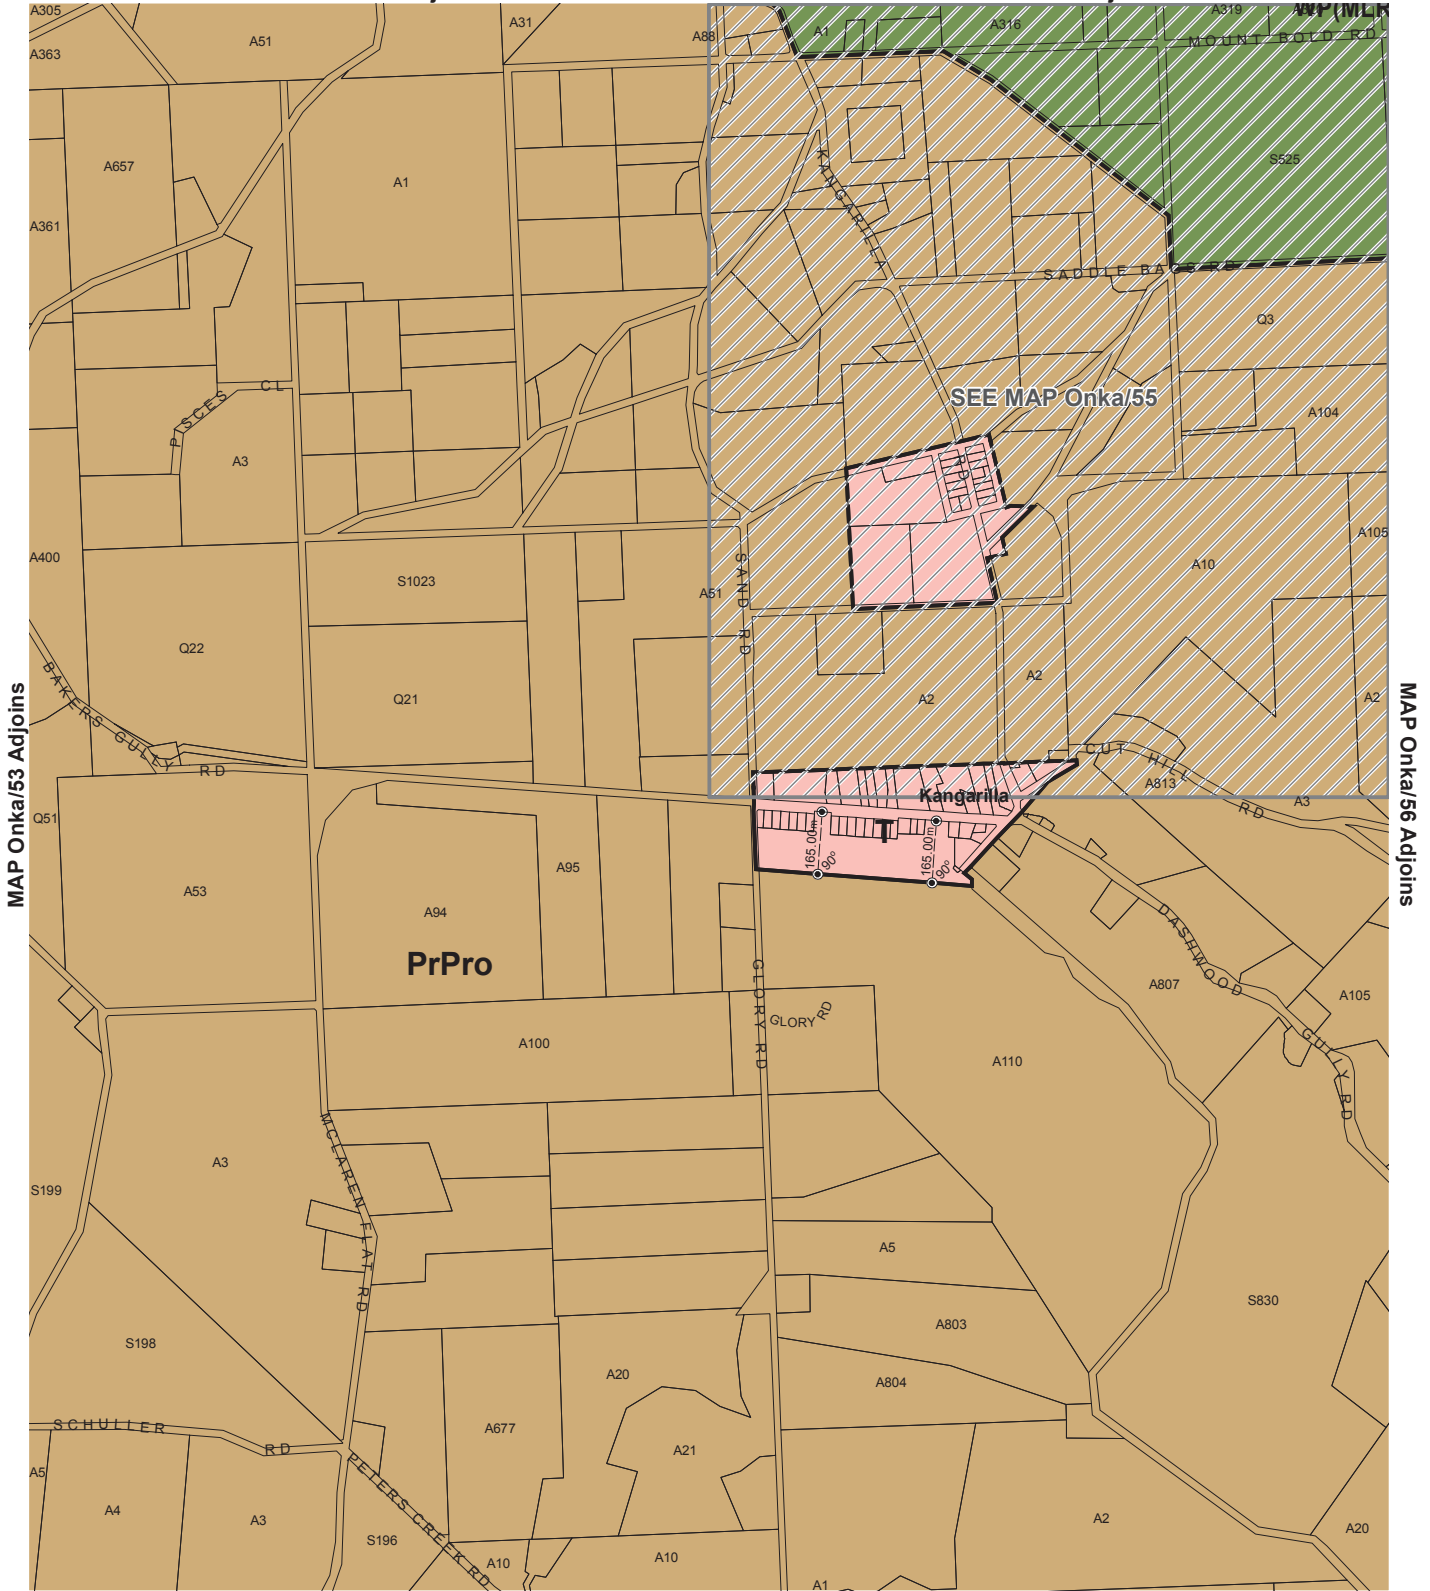 A305
A51
A31
A88
A1
A316
A319
WP(MLR
A363
MOUNT BOLD RD
A657
A1
S525
KANGARILLA
RD
A361
SADDLE BAGS RD
Q3
PISCES CL
SEE MAP Onka/55
A104
A3
A400
S1023
A51
SAND RD
A10
A105
Q22
Q21
A2
A2
A2
BAKERS GULLY RD
MAP Onka/53 Adjoins
MAP Onka/56 Adjoins
CUT HILL RD
A813
A3
Kangarilla
T
165.00m
90°
165.00m
90°
Q51
A53
A95
A94
PrPro
DASHWOOD GULLY RD
A807
A105
GLORY RD
GLORY RD
A100
A110
MCLAREN FLAT RD
A3
S199
A5
S830
S198
A803
A20
A804
SCHULLER RD
A677
A21
A5
PETERS CREEK RD
A4
A3
S196
A10
A10
A2
A20
A1